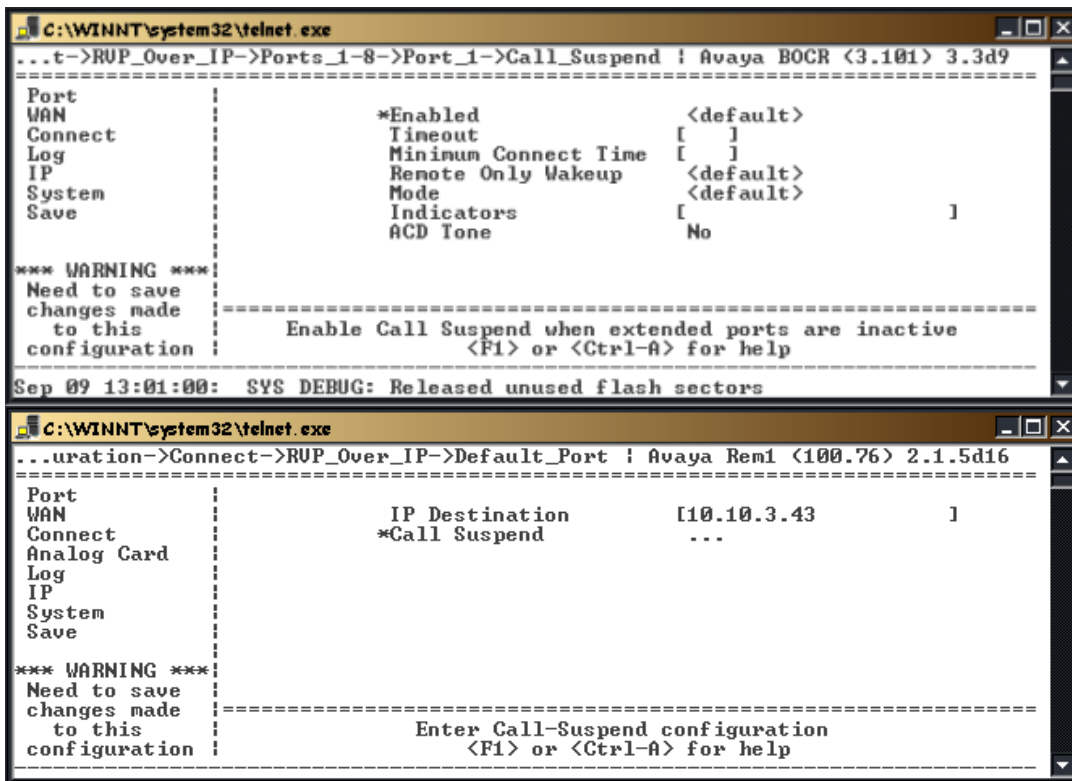 C:\WINNT\system32\telnet.exe
...t->RVP_Over_IP->Ports_1-8->Port_1->Call_Suspend | Avaya BOCR (3.101) 3.3d9
Port
WAN *Enabled <default>
Connect Timeout [ ]
Log Minimum Connect Time [ ]
IP Remote Only Wakeup <default>
System Mode <default>
Save Indicators [ ]
ACD Tone No
*** WARNING ***
Need to save
changes made
to this Enable Call Suspend when extended ports are inactive
configuration <F1> or <Ctrl-A> for help
Sep 09 13:01:00: SYS DEBUG: Released unused flash sectors
C:\WINNT\system32\telnet.exe
...uration->Connect->RVP_Over_IP->Default_Port | Avaya Rem1 (100.76) 2.1.5d16
Port
WAN IP Destination [10.10.3.43 ]
Connect *Call Suspend ...
Analog Card
Log
IP
System
Save
*** WARNING ***
Need to save
changes made
to this Enter Call-Suspend configuration
configuration <F1> or <Ctrl-A> for help